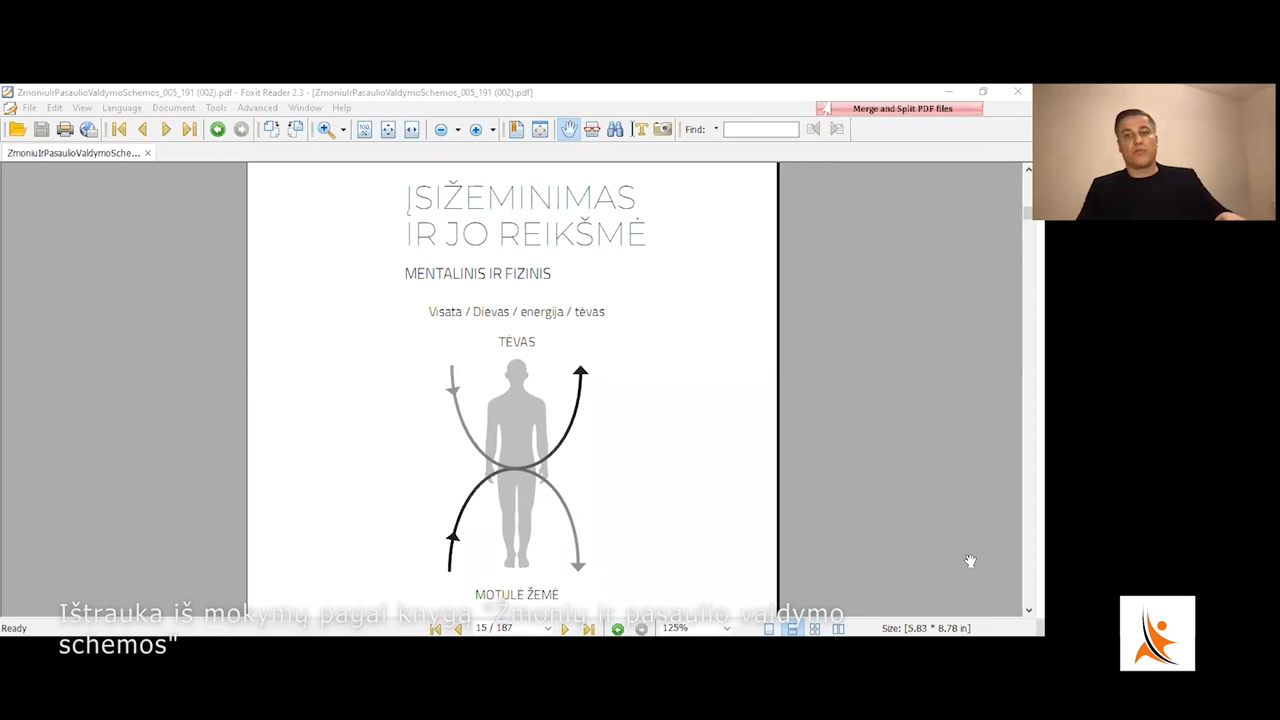 ZmoniuIrPasaulioValdymoSchemos_005_191 (002).pdf - Foxit Reader 2.3 - [ZmoniuIrPasaulioValdymoSchemos_005_191 (002).pdf]
File Edit View Language Document Tools Advanced Window Help
Merge and Split PDF files
Find:
ZmoniuIrPasaulioValdymoSche...
ĮSIŽEMINIMAS
IR JO REIKŠMĖ
MENTALINIS IR FIZINIS
Visata / Dievas / energija / tėvas
TĖVAS
MOTULĖ ŽEMĖ
Ištrauka iš mokymų pagal knygą "Žmonių ir pasaulio valdymo
schemos"
Ready
15 / 187
125%
Size: [5.83 * 8.78 in]